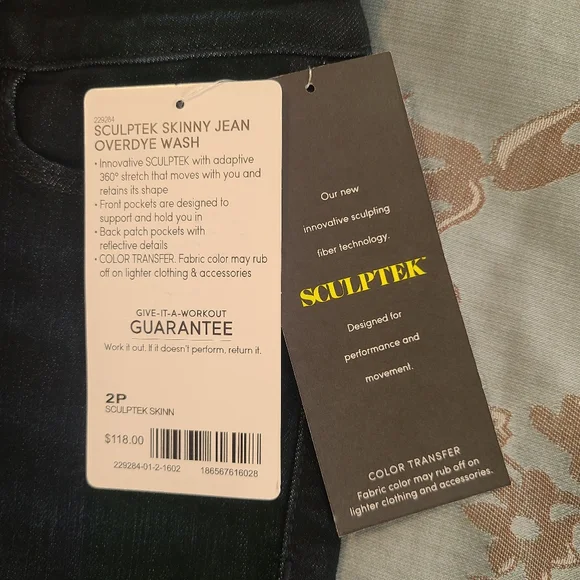 229284
SCULPTEK SKINNY JEAN
OVERDYE WASH
• Innovative SCULPTEK with adaptive
360° stretch that moves with you and
retains its shape
• Front pockets are designed to
support and hold you in
• Back patch pockets with
reflective details
• COLOR TRANSFER. Fabric color may rub
off on lighter clothing & accessories
GIVE-IT-A-WORKOUT
GUARANTEE
Work it out. If it doesn't perform, return it.
2P
SCULPTEK SKINN
$118.00
229284-01-2-1602
186567616028
Our new
innovative sculpting
fiber technology.
SCULPTEK™
Designed for
performance and
movement.
COLOR TRANSFER
Fabric color may rub off on
lighter clothing and accessories.